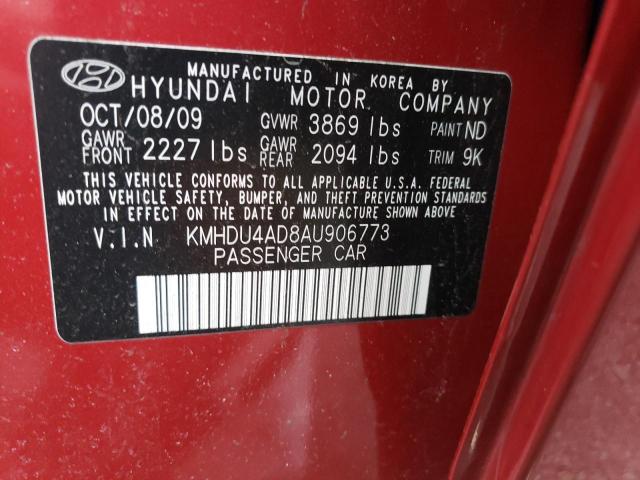 MANUFACTURED IN KOREA BY
HYUNDAI MOTOR COMPANY
OCT/08/09 GVWR 3869 lbs PAINT ND
GAWR FRONT 2227 lbs GAWR REAR 2094 lbs TRIM 9K
THIS VEHICLE CONFORMS TO ALL APPLICABLE U.S.A. FEDERAL
MOTOR VEHICLE SAFETY, BUMPER, AND THEFT PREVENTION STANDARDS
IN EFFECT ON THE DATE OF MANUFACTURE SHOWN ABOVE.
V.I.N KMHDU4AD8AU906773
PASSENGER CAR